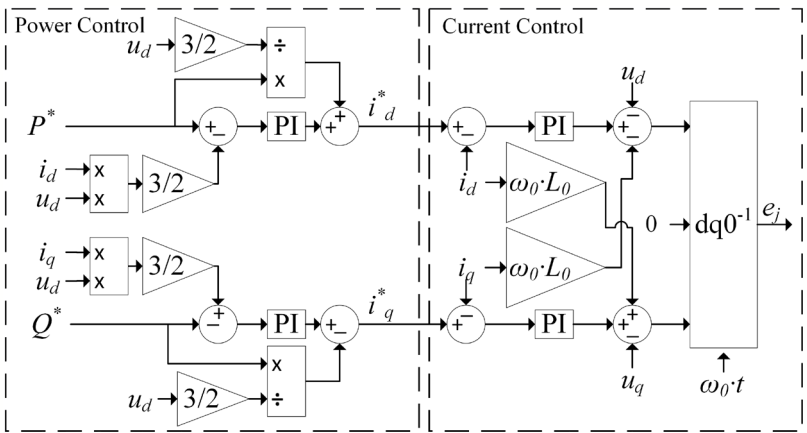 Power Control
Current Control
u_d
3/2
÷
x
u_d
P*
+
−
PI
+
+
i*_d
+
−
PI
+
−
−
i_d
x
u_d
x
3/2
i_d
ω₀·L₀
0
dq0⁻¹
e_j
i_q
x
u_d
x
3/2
i_q
ω₀·L₀
Q*
−
+
PI
+
−
i*_q
+
−
PI
+
+
−
x
÷
u_d
3/2
u_q
ω₀·t